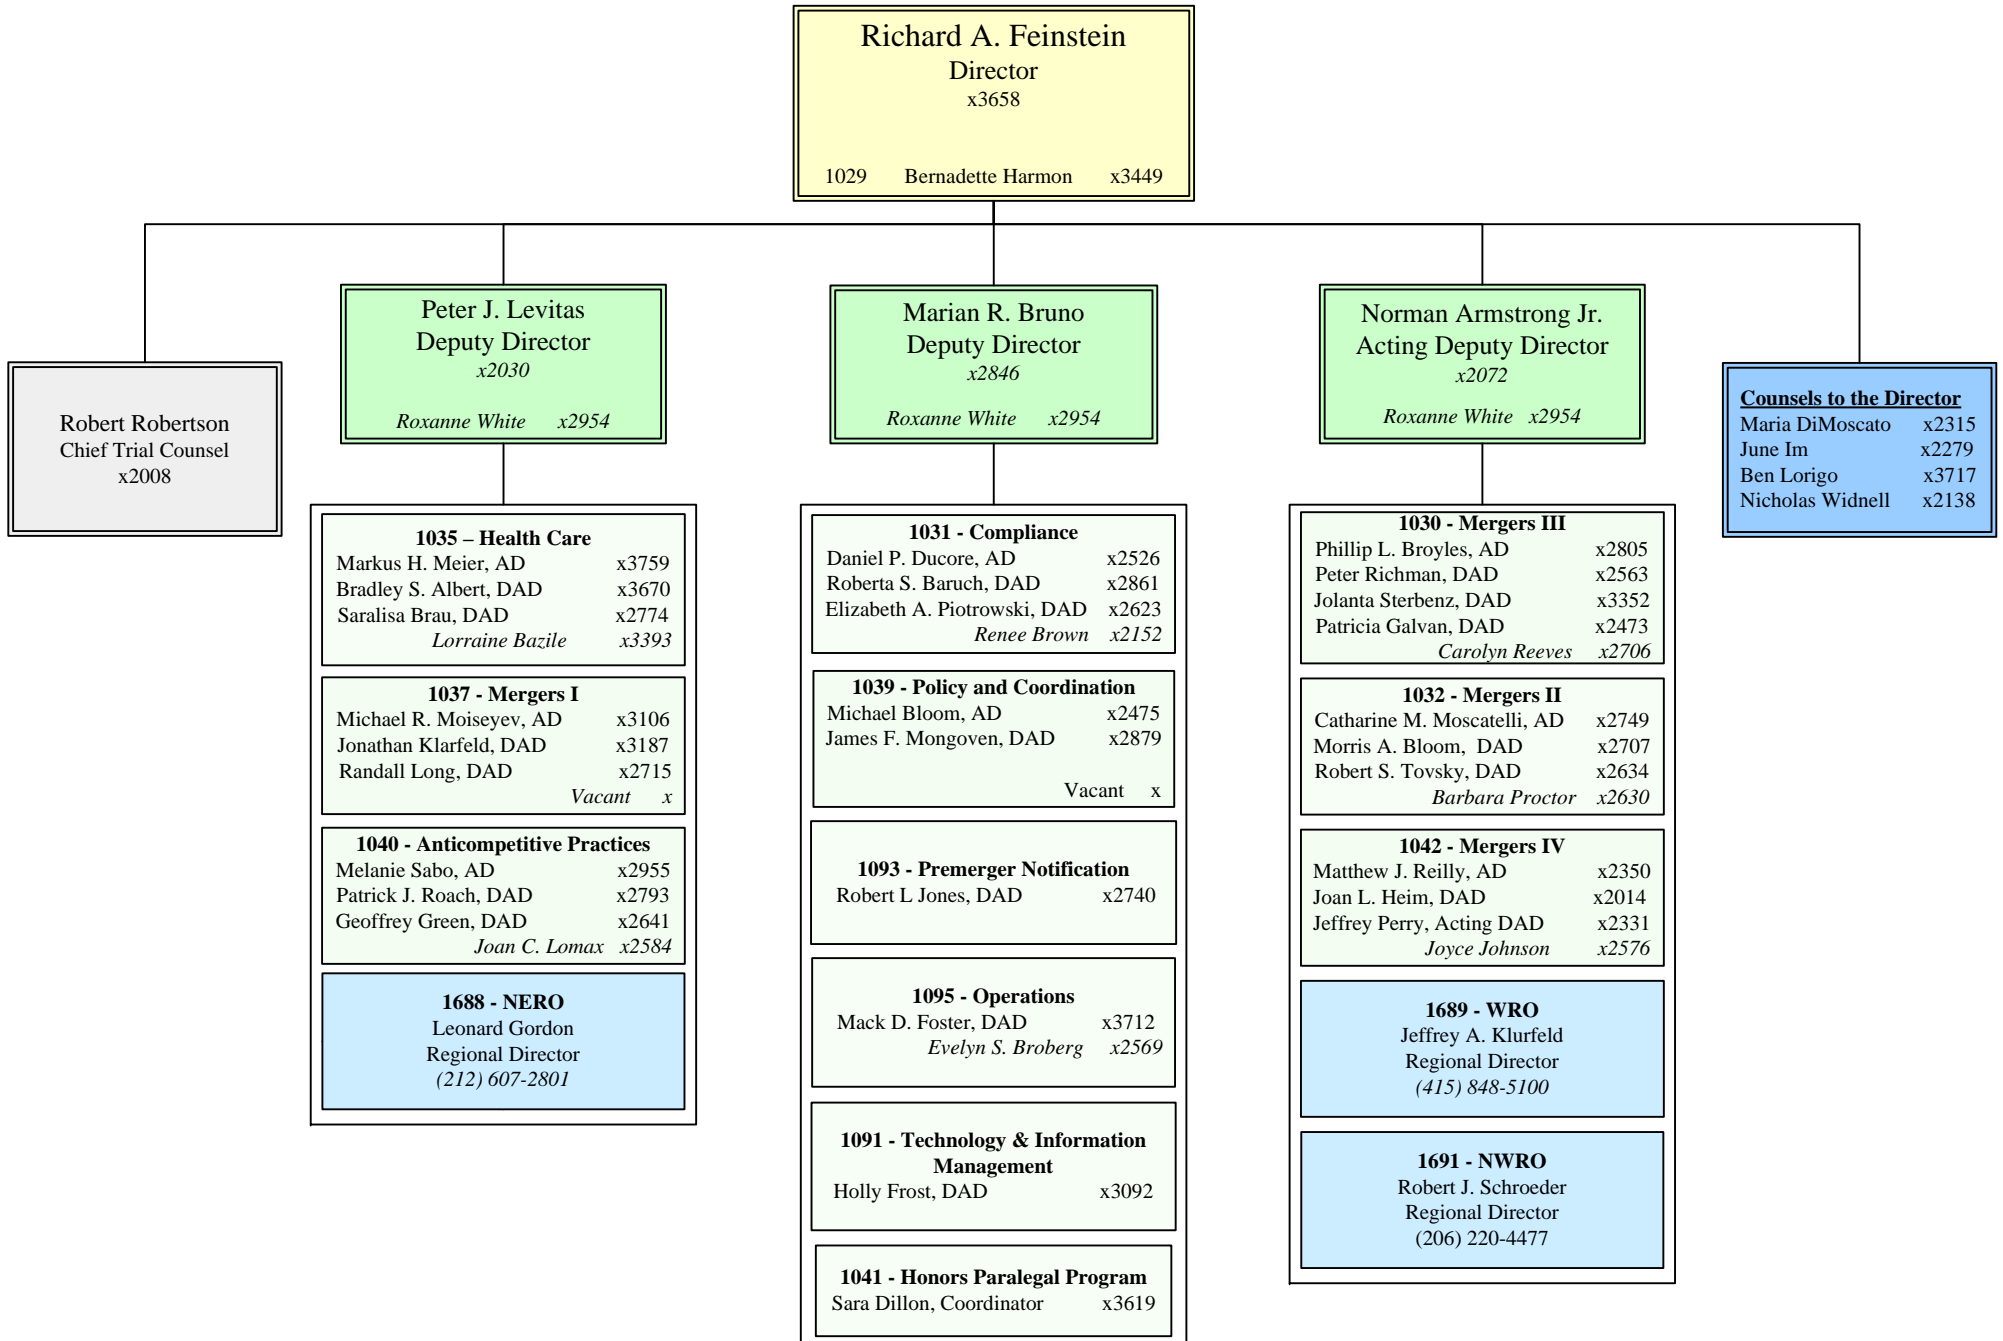 Richard A. Feinstein
Director
x3658
1029 Bernadette Harmon x3449
Robert Robertson
Chief Trial Counsel
x2008
Peter J. Levitas
Deputy Director
x2030
Roxanne White x2954
Marian R. Bruno
Deputy Director
x2846
Roxanne White x2954
Norman Armstrong Jr.
Acting Deputy Director
x2072
Roxanne White x2954
Counsels to the Director
Maria DiMoscato x2315
June Im x2279
Ben Lorigo x3717
Nicholas Widnell x2138
1035 – Health Care
Markus H. Meier, AD x3759
Bradley S. Albert, DAD x3670
Saralisa Brau, DAD x2774
Lorraine Bazile x3393
1037 - Mergers I
Michael R. Moiseyev, AD x3106
Jonathan Klarfeld, DAD x3187
Randall Long, DAD x2715
Vacant x
1040 - Anticompetitive Practices
Melanie Sabo, AD x2955
Patrick J. Roach, DAD x2793
Geoffrey Green, DAD x2641
Joan C. Lomax x2584
1688 - NERO
Leonard Gordon
Regional Director
(212) 607-2801
1031 - Compliance
Daniel P. Ducore, AD x2526
Roberta S. Baruch, DAD x2861
Elizabeth A. Piotrowski, DAD x2623
Renee Brown x2152
1039 - Policy and Coordination
Michael Bloom, AD x2475
James F. Mongoven, DAD x2879
Vacant x
1093 - Premerger Notification
Robert L Jones, DAD x2740
1095 - Operations
Mack D. Foster, DAD x3712
Evelyn S. Broberg x2569
1091 - Technology & Information
Management
Holly Frost, DAD x3092
1041 - Honors Paralegal Program
Sara Dillon, Coordinator x3619
1030 - Mergers III
Phillip L. Broyles, AD x2805
Peter Richman, DAD x2563
Jolanta Sterbenz, DAD x3352
Patricia Galvan, DAD x2473
Carolyn Reeves x2706
1032 - Mergers II
Catharine M. Moscatelli, AD x2749
Morris A. Bloom, DAD x2707
Robert S. Tovsky, DAD x2634
Barbara Proctor x2630
1042 - Mergers IV
Matthew J. Reilly, AD x2350
Joan L. Heim, DAD x2014
Jeffrey Perry, Acting DAD x2331
Joyce Johnson x2576
1689 - WRO
Jeffrey A. Klurfeld
Regional Director
(415) 848-5100
1691 - NWRO
Robert J. Schroeder
Regional Director
(206) 220-4477